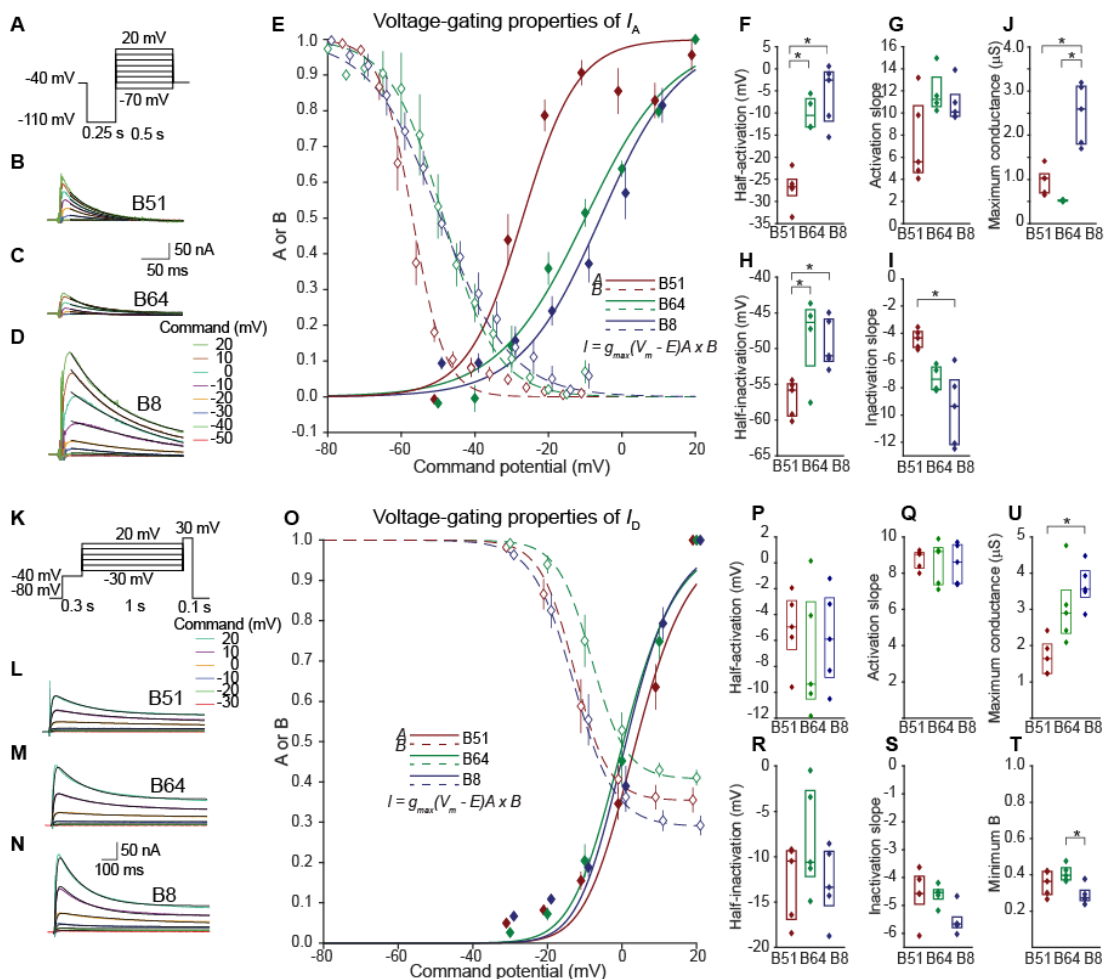 A
20 mV
-40 mV
-70 mV
-110 mV
0.25 s 0.5 s
B
B51
C
50 nA
50 ms
B64
D
Command (mV)
20
10
0
-10
-20
-30
-40
-50
B8
E
Voltage-gating properties of I_A
A or B
1.0
0.9
0.8
0.7
0.6
0.5
0.4
0.3
0.2
0.1
0.0
-0.1
-80 -60 -40 -20 0 20
Command potential (mV)
A
B
B51
B64
B8
I = g_max(V_m - E)A x B
F
Half-activation (mV)
5
0
-5
-10
-15
-20
-25
-30
-35
B51 B64 B8
* *
G
Activation slope
16
14
12
10
8
6
4
2
0
B51 B64 B8
J
Maximum conductance (µS)
4.0
3.0
2.0
1.0
0
B51 B64 B8
* *
H
Half-inactivation (mV)
-40
-45
-50
-55
-60
-65
B51 B64 B8
* *
I
Inactivation slope
0
-2
-4
-6
-8
-10
-12
B51 B64 B8
*
K
30 mV
20 mV
-40 mV
-80 mV
-30 mV
0.3 s 1 s 0.1 s
Command (mV)
20
10
0
-10
-20
-30
L
B51
M
B64
N
50 nA
100 ms
B8
O
Voltage-gating properties of I_D
A or B
1.0
0.9
0.8
0.7
0.6
0.5
0.4
0.3
0.2
0.1
0.0
-80 -60 -40 -20 0 20
Command potential (mV)
A
B
B51
B64
B8
I = g_max(V_m - E)A x B
P
Half-activation (mV)
2
0
-2
-4
-6
-8
-10
-12
B51 B64 B8
Q
Activation slope
10
8
6
4
2
0
B51 B64 B8
U
Maximum conductance (µS)
5
4
3
2
1
0
B51 B64 B8
*
R
Half-inactivation (mV)
0
-5
-10
-15
-20
B51 B64 B8
S
Inactivation slope
0
-1
-2
-3
-4
-5
-6
B51 B64 B8
T
Minimum B
1.0
0.8
0.6
0.4
0.2
B51 B64 B8
*